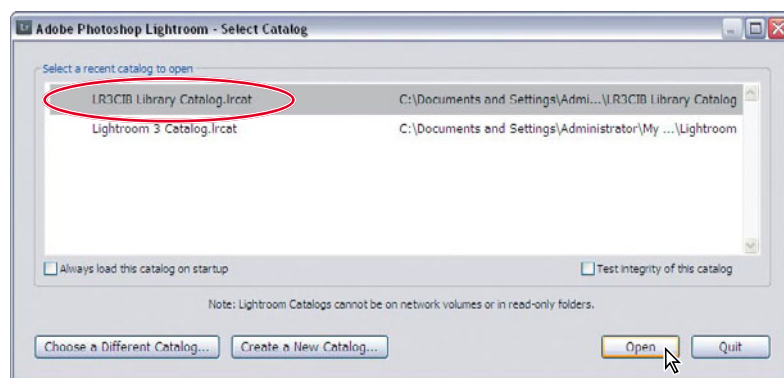 Adobe Photoshop Lightroom - Select Catalog
Select a recent catalog to open
LR3CIB Library Catalog.lrcat C:\Documents and Settings\Admi...\LR3CIB Library Catalog
Lightroom 3 Catalog.lrcat C:\Documents and Settings\Administrator\My ...\Lightroom
Always load this catalog on startup Test integrity of this catalog
Note: Lightroom Catalogs cannot be on network volumes or in read-only folders.
Choose a Different Catalog... Create a New Catalog... Open Quit